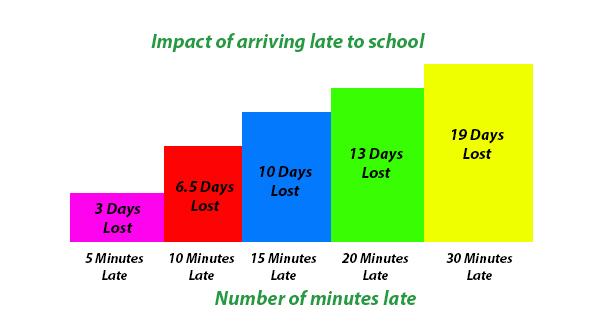 Impact of arriving late to school
19 Days
Lost
13 Days
Lost
10 Days
Lost
6.5 Days
Lost
3 Days
Lost
5 Minutes
Late
10 Minutes
Late
15 Minutes
Late
20 Minutes
Late
30 Minutes
Late
Number of minutes late